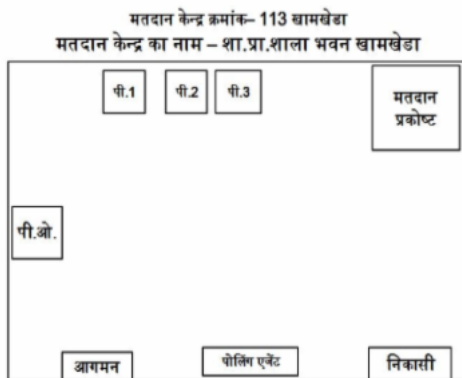 मतदान केन्द्र क्रमांक– 113 खामखेडा
मतदान केन्द्र का नाम – शा.प्रा.शाला भवन खामखेडा
पी.1 पी.2 पी.3
मतदान
प्रकोष्ट
पी.ओ.
आगमन पोलिंग एजेंट निकासी